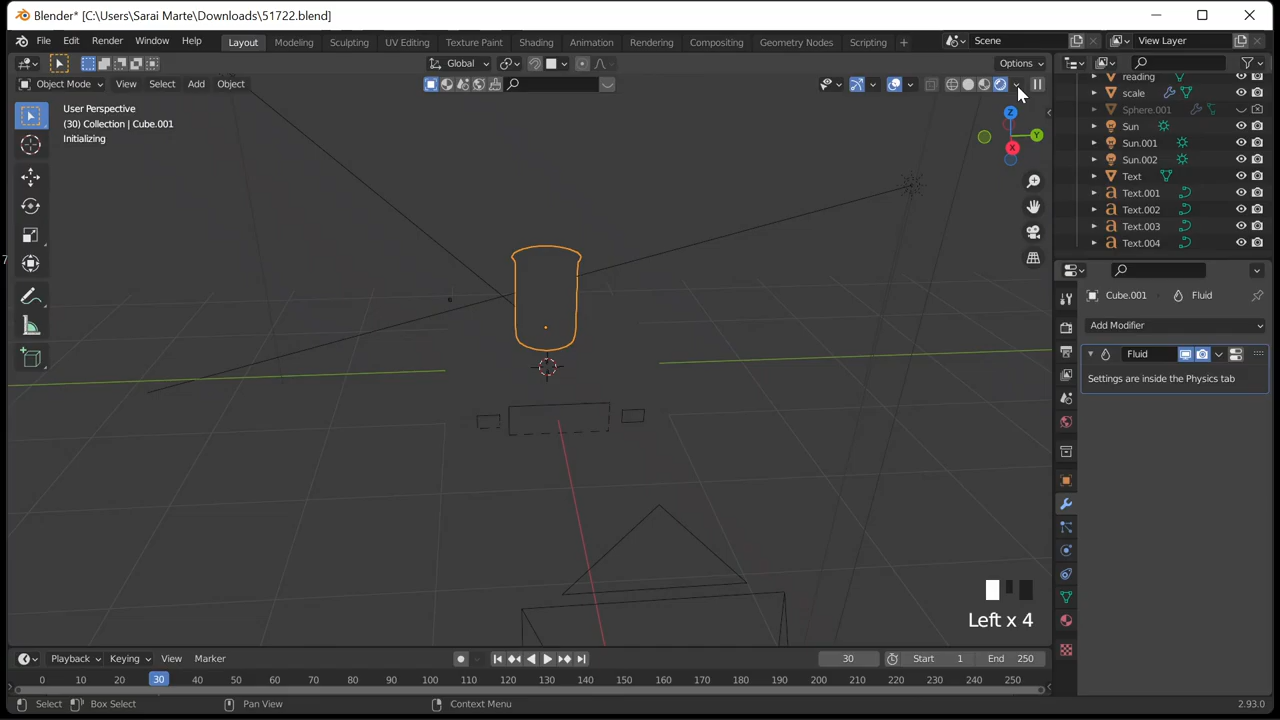 Blender* [C:\Users\Sarai Marte\Downloads\51722.blend]
File Edit Render Window Help Layout Modeling Sculpting UV Editing Texture Paint Shading Animation Rendering Compositing Geometry Nodes Scripting + Scene View Layer
Global Options
Object Mode View Select Add Object
User Perspective
(30) Collection | Cube.001
Initializing
Z
Y
X
7
reading
scale
Sphere.001
Sun
Sun.001
Sun.002
Text
Text.001
Text.002
Text.003
Text.004
Cube.001 Fluid
Add Modifier
Fluid
Settings are inside the Physics tab
Left x 4
Playback Keying View Marker 30 Start 1 End 250
0 10 20 30 40 50 60 70 80 90 100 110 120 130 140 150 160 170 180 190 200 210 220 230 240 250
Select Box Select Pan View Context Menu 2.93.0